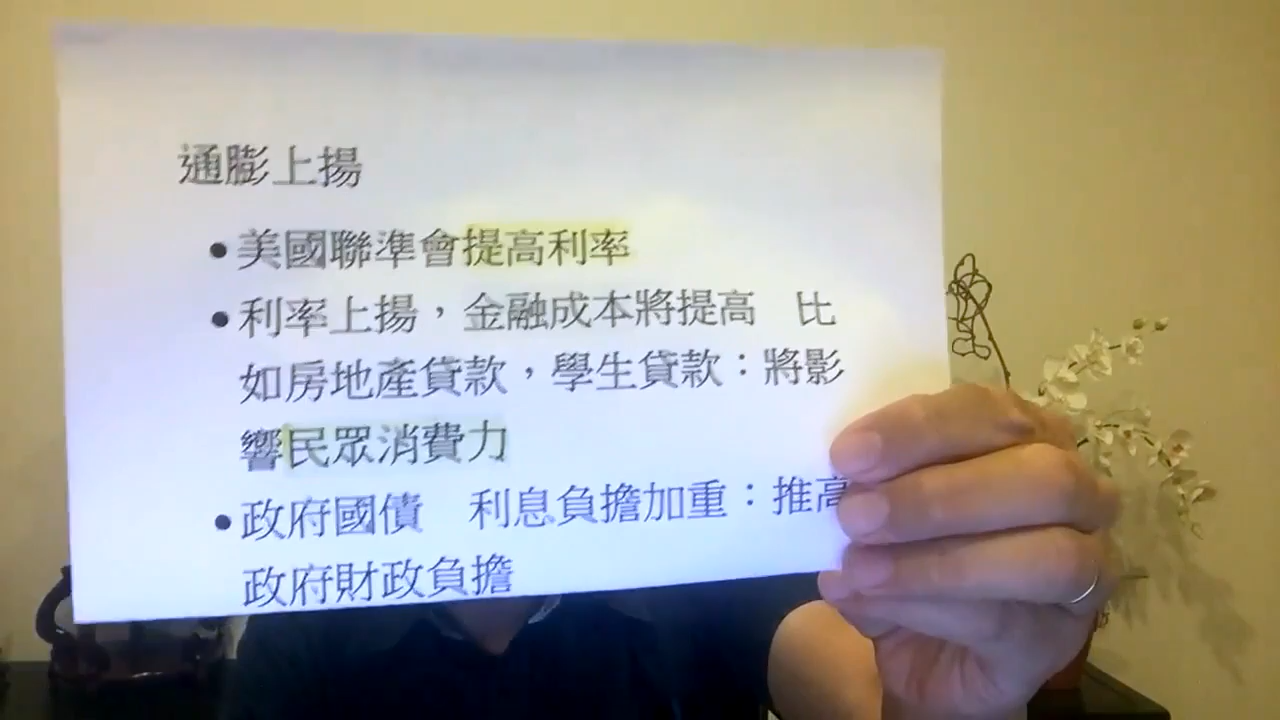 通膨上揚
• 美國聯準會提高利率
• 利率上揚，金融成本將提高 比
如房地產貸款，學生貸款：將影
響民眾消費力
• 政府國債 利息負擔加重：推高
政府財政負擔